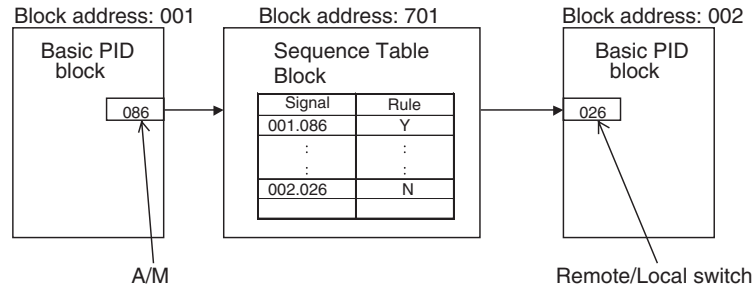 Block address: 001
Basic PID
block
086
A/M
Block address: 701
Sequence Table
Block
Signal Rule
001.086 Y
: :
: :
002.026 N
Block address: 002
Basic PID
block
026
Remote/Local switch